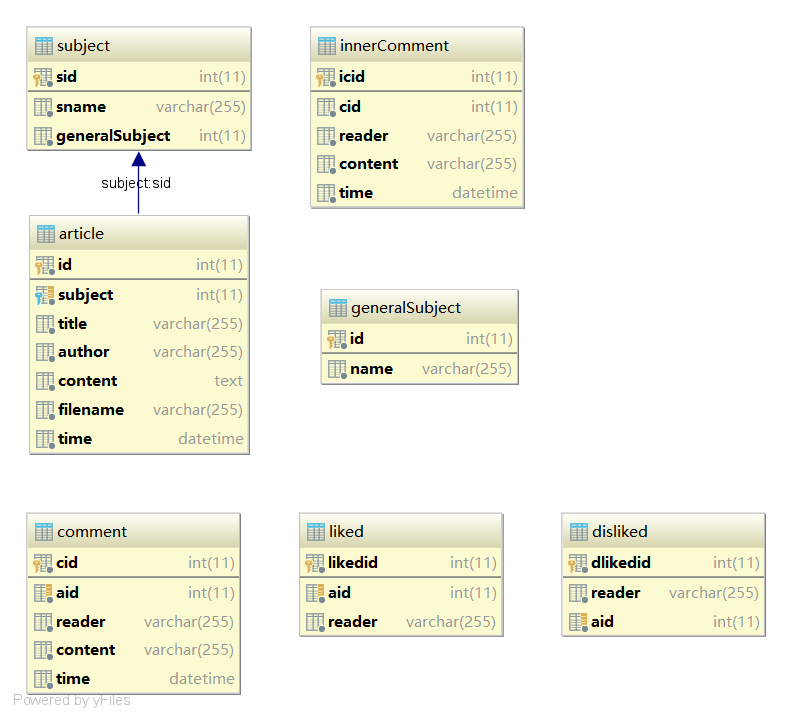 subject
sid int(11)
sname varchar(255)
generalSubject int(11)
innerComment
icid int(11)
cid int(11)
reader varchar(255)
content varchar(255)
time datetime
subject:sid
article
id int(11)
subject int(11)
title varchar(255)
author varchar(255)
content text
filename varchar(255)
time datetime
generalSubject
id int(11)
name varchar(255)
comment
cid int(11)
aid int(11)
reader varchar(255)
content varchar(255)
time datetime
liked
likedid int(11)
aid int(11)
reader varchar(255)
disliked
dlikedid int(11)
reader varchar(255)
aid int(11)
Powered by yFiles